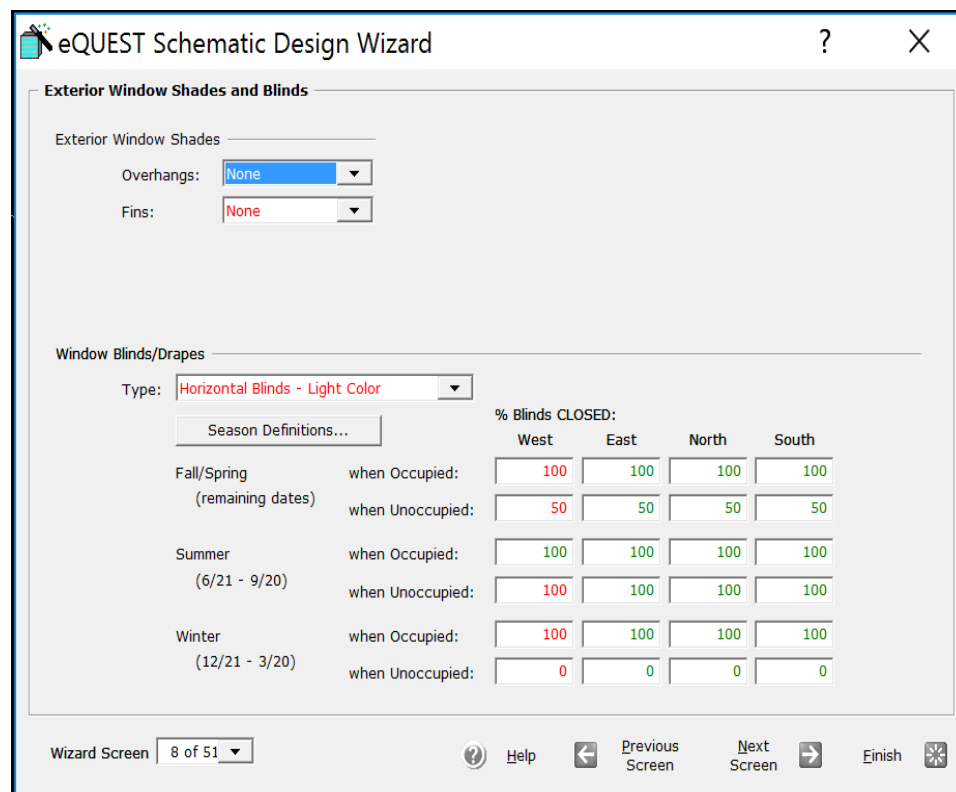 eQUEST Schematic Design Wizard ?
Exterior Window Shades and Blinds
Exterior Window Shades
Overhangs: None
Fins: None
Window Blinds/Drapes
Type: Horizontal Blinds - Light Color
Season Definitions...
% Blinds CLOSED:
West East North South
Fall/Spring when Occupied: 100 100 100 100
(remaining dates)
when Unoccupied: 50 50 50 50
Summer when Occupied: 100 100 100 100
(6/21 - 9/20)
when Unoccupied: 100 100 100 100
Winter when Occupied: 100 100 100 100
(12/21 - 3/20)
when Unoccupied: 0 0 0 0
Wizard Screen 8 of 51 ? Help Previous Screen Next Screen Finish